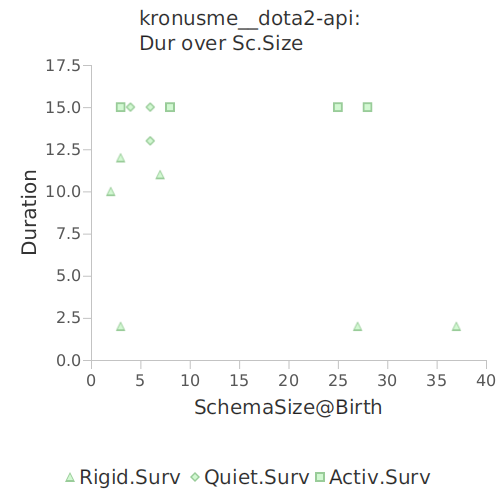 kronusme__dota2-api:
Dur over Sc.Size
17.5
15.0
12.5
10.0
7.5
5.0
2.5
0.0
Duration
0 5 10 15 20 25 30 35 40
SchemaSize@Birth
Rigid.Surv Quiet.Surv Activ.Surv